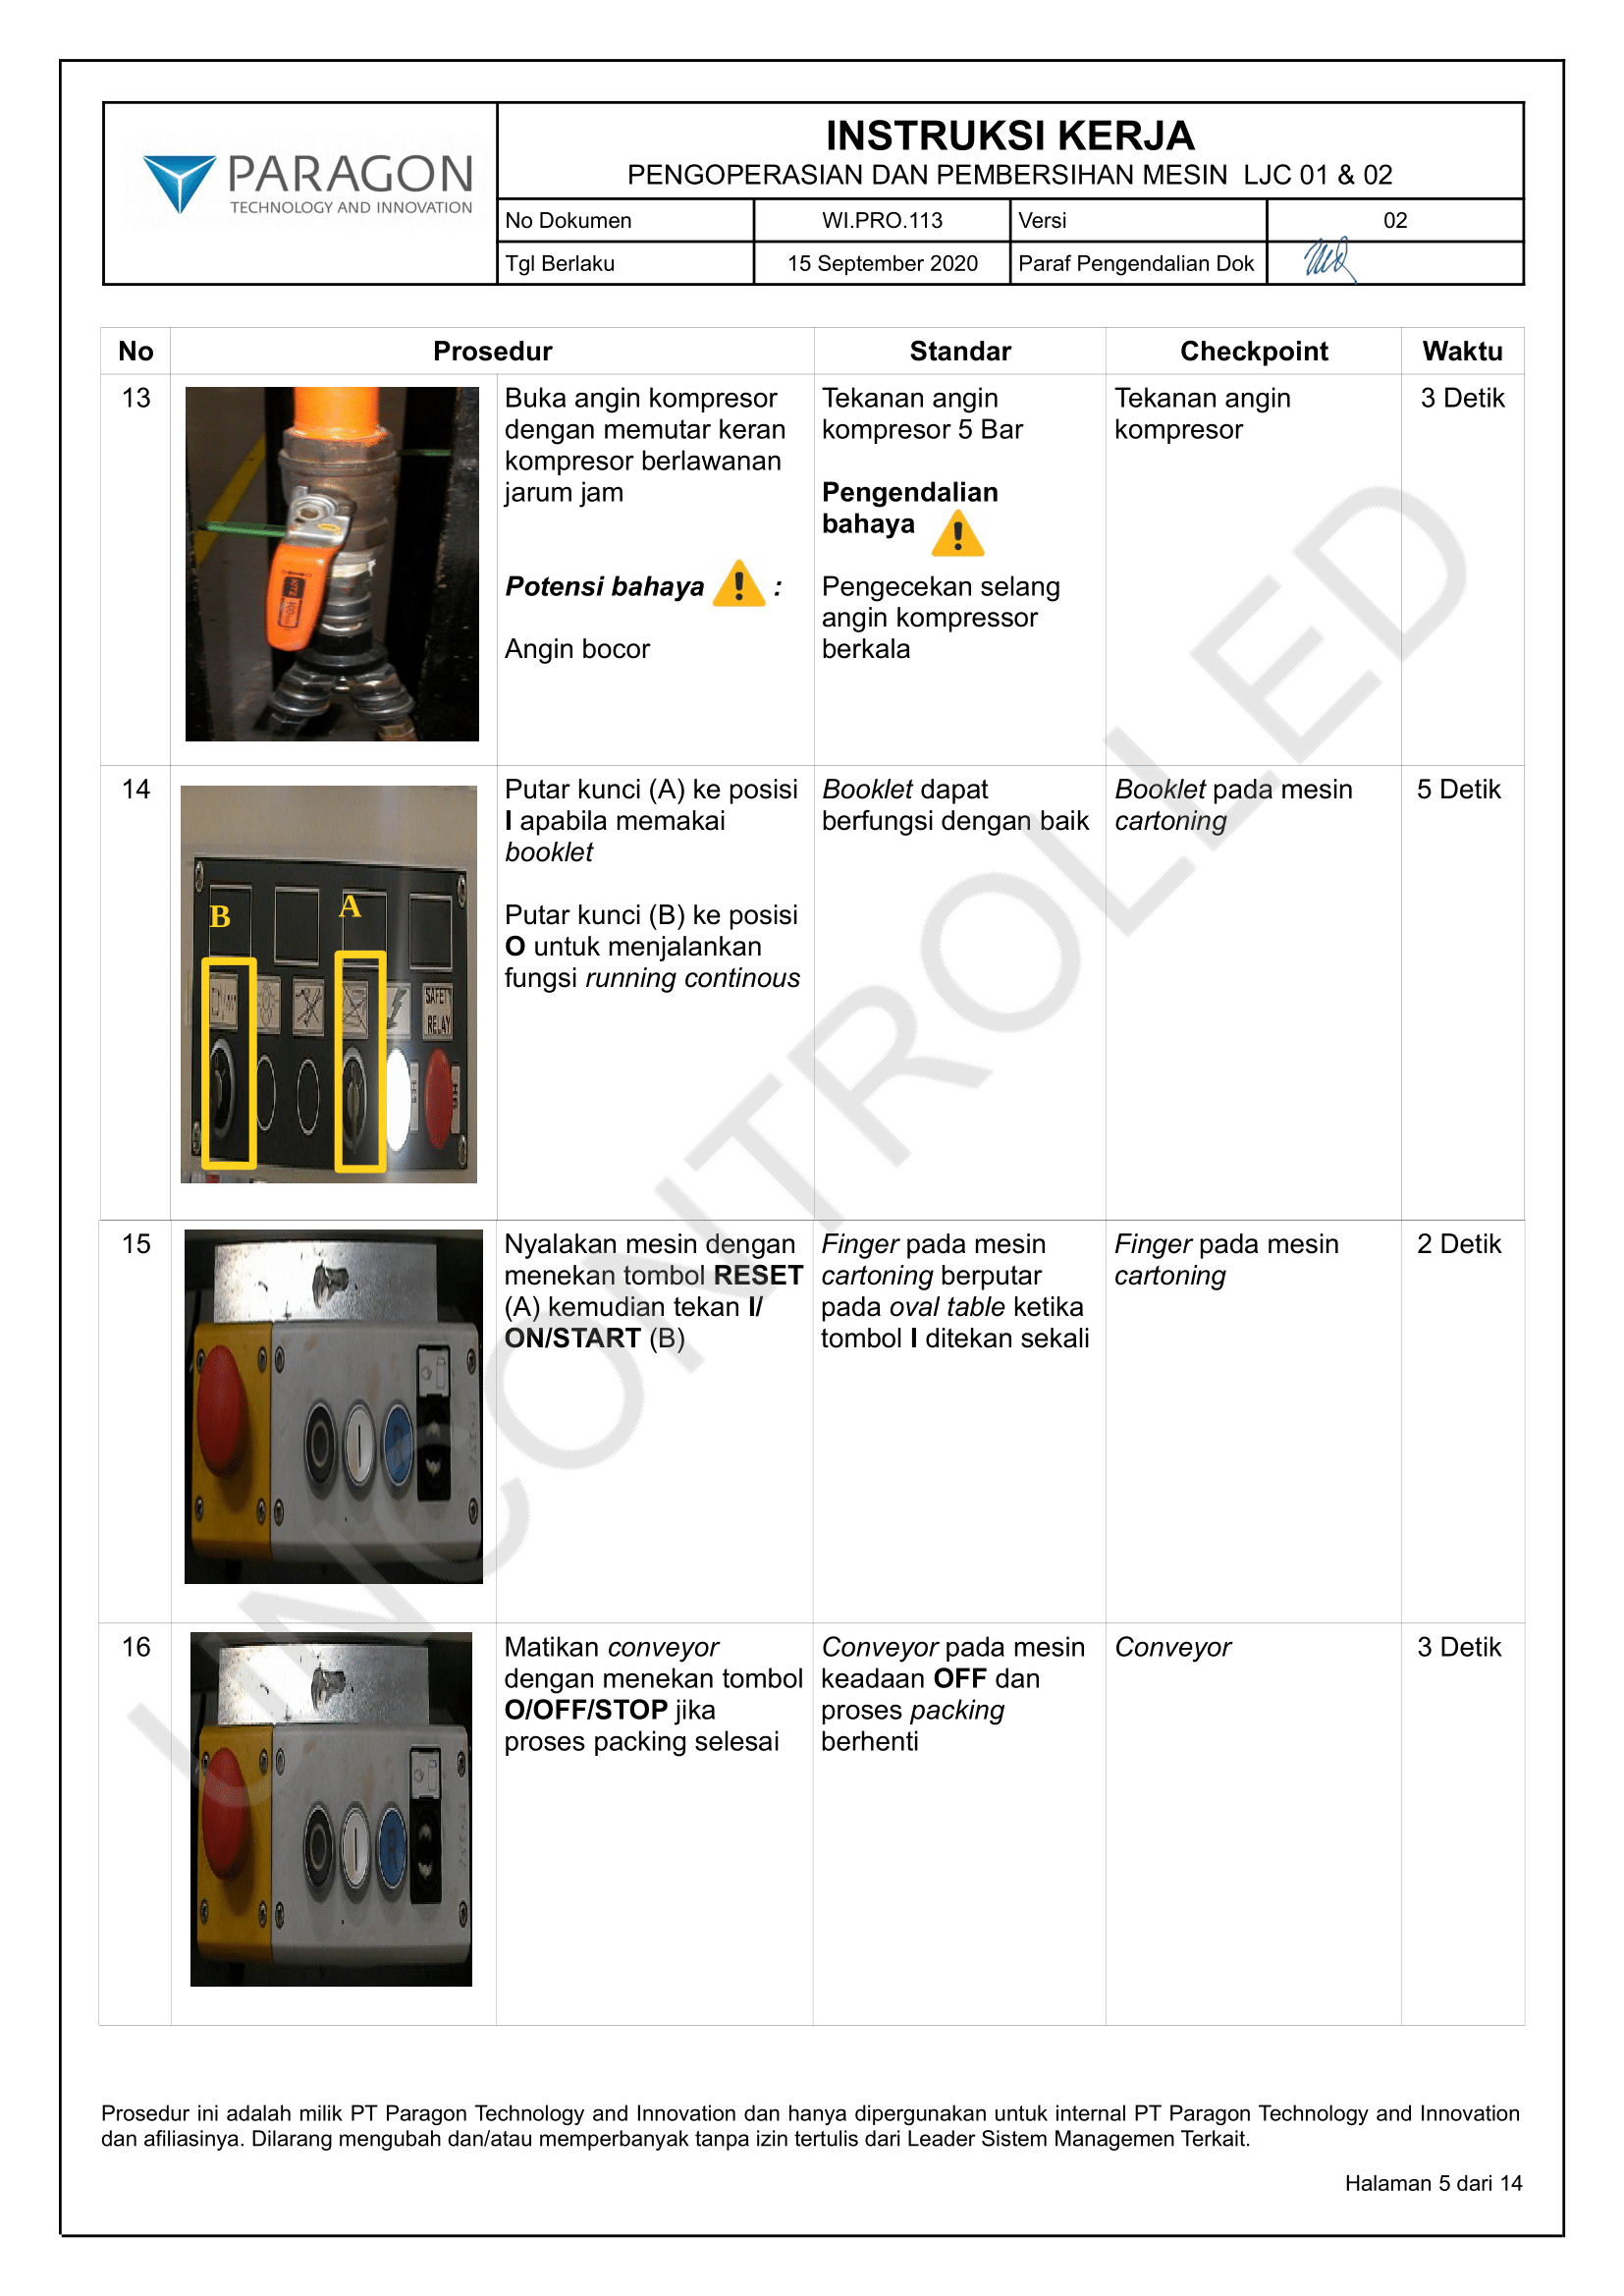 PARAGON
TECHNOLOGY AND INNOVATION
INSTRUKSI KERJA
PENGOPERASIAN DAN PEMBERSIHAN MESIN LJC 01 & 02
No Dokumen WI.PRO.113 Versi 02
Tgl Berlaku 15 September 2020 Paraf Pengendalian Dok
No Prosedur Standar Checkpoint Waktu
13
Buka angin kompresor
dengan memutar keran
kompresor berlawanan
jarum jam
Potensi bahaya :
Angin bocor
Tekanan angin
kompresor 5 Bar
Pengendalian
bahaya
Pengecekan selang
angin kompressor
berkala
Tekanan angin
kompresor
3 Detik
14
B
A
SAFETY
RELAY
Putar kunci (A) ke posisi
I apabila memakai
booklet
Putar kunci (B) ke posisi
O untuk menjalankan
fungsi running continous
Booklet dapat
berfungsi dengan baik
Booklet pada mesin
cartoning
5 Detik
15
R
Nyalakan mesin dengan
menekan tombol RESET
(A) kemudian tekan I/
ON/START (B)
Finger pada mesin
cartoning berputar
pada oval table ketika
tombol I ditekan sekali
Finger pada mesin
cartoning
2 Detik
16
R
Matikan conveyor
dengan menekan tombol
O/OFF/STOP jika
proses packing selesai
Conveyor pada mesin
keadaan OFF dan
proses packing
berhenti
Conveyor
3 Detik
UNCONTROLLED
Prosedur ini adalah milik PT Paragon Technology and Innovation dan hanya dipergunakan untuk internal PT Paragon Technology and Innovation
dan afiliasinya. Dilarang mengubah dan/atau memperbanyak tanpa izin tertulis dari Leader Sistem Managemen Terkait.
Halaman 5 dari 14